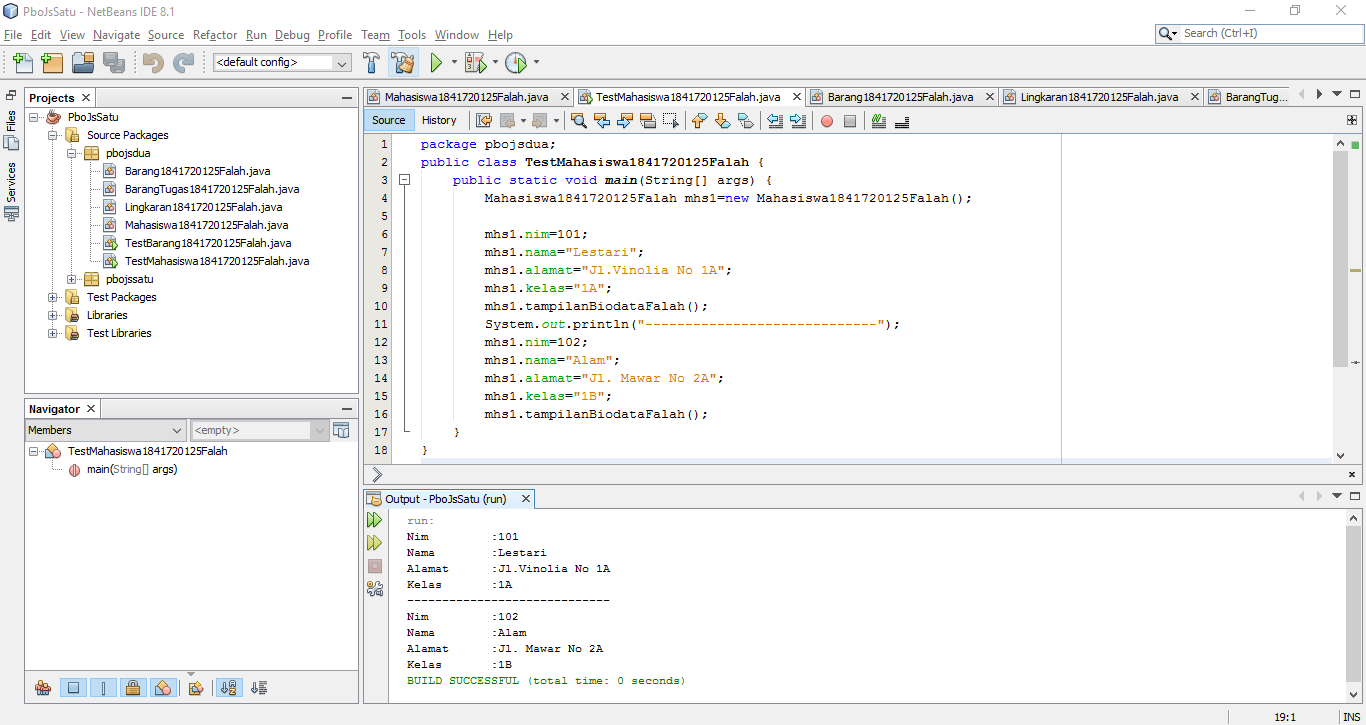 PboJsSatu - NetBeans IDE 8.1
File Edit View Navigate Source Refactor Run Debug Profile Team Tools Window Help
Search (Ctrl+I)
<default config>
Files
Services
Projects
PboJsSatu
Source Packages
pbojsdua
Barang1841720125Falah.java
BarangTugas1841720125Falah.java
Lingkaran1841720125Falah.java
Mahasiswa1841720125Falah.java
TestBarang1841720125Falah.java
TestMahasiswa1841720125Falah.java
pbojssatu
Test Packages
Libraries
Test Libraries
Navigator
Members <empty>
TestMahasiswa1841720125Falah
main(String[] args)
Mahasiswa1841720125Falah.java TestMahasiswa1841720125Falah.java Barang1841720125Falah.java Lingkaran1841720125Falah.java BarangTug...
Source History
1 package pbojsdua;
2 public class TestMahasiswa1841720125Falah {
3 public static void main(String[] args) {
4 Mahasiswa1841720125Falah mhs1=new Mahasiswa1841720125Falah();
5
6 mhs1.nim=101;
7 mhs1.nama="Lestari";
8 mhs1.alamat="Jl.Vinolia No 1A";
9 mhs1.kelas="1A";
10 mhs1.tampilanBiodataFalah();
11 System.out.println("-----------------------------");
12 mhs1.nim=102;
13 mhs1.nama="Alam";
14 mhs1.alamat="Jl. Mawar No 2A";
15 mhs1.kelas="1B";
16 mhs1.tampilanBiodataFalah();
17 }
18 }
Output - PboJsSatu (run)
run:
Nim :101
Nama :Lestari
Alamat :Jl.Vinolia No 1A
Kelas :1A
-----------------------------
Nim :102
Nama :Alam
Alamat :Jl. Mawar No 2A
Kelas :1B
BUILD SUCCESSFUL (total time: 0 seconds)
19:1 INS